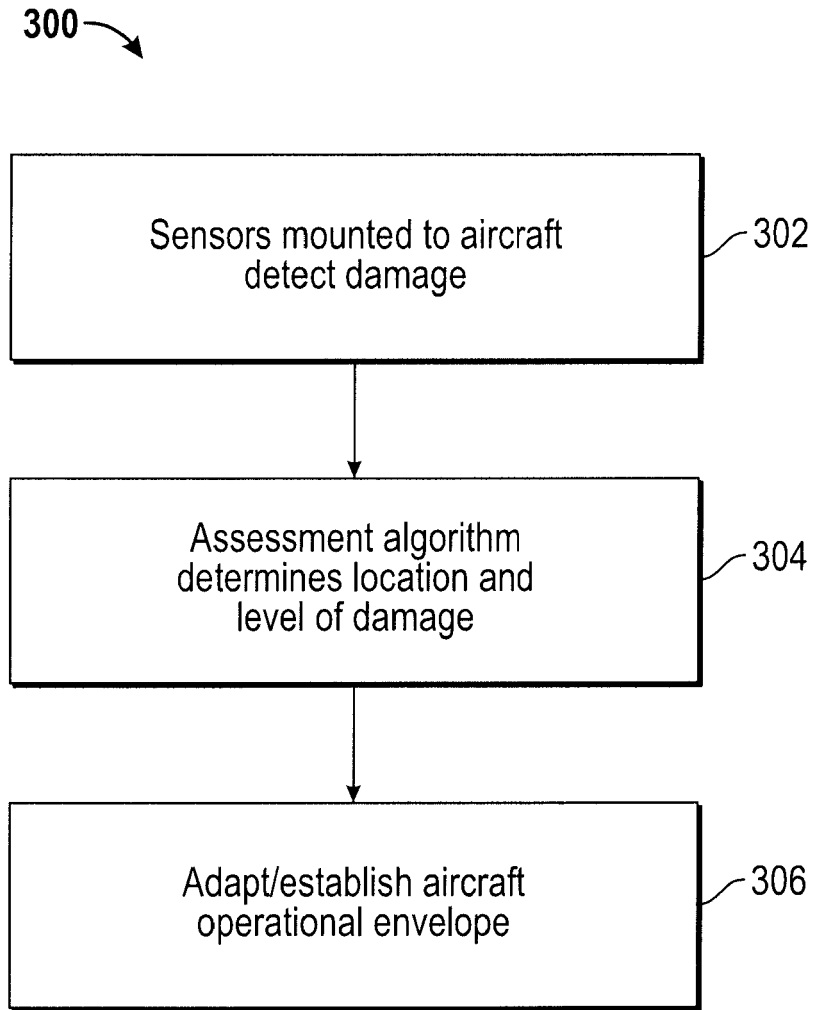 300
Sensors mounted to aircraft
detect damage
302
Assessment algorithm
determines location and
level of damage
304
Adapt/establish aircraft
operational envelope
306